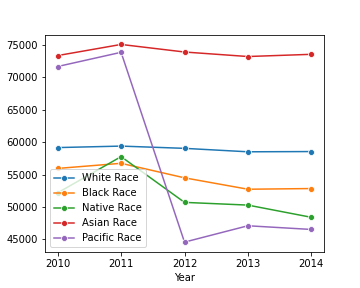 75000
70000
65000
60000
55000
50000
45000
White Race
Black Race
Native Race
Asian Race
Pacific Race
2010 2011 2012 2013 2014
Year